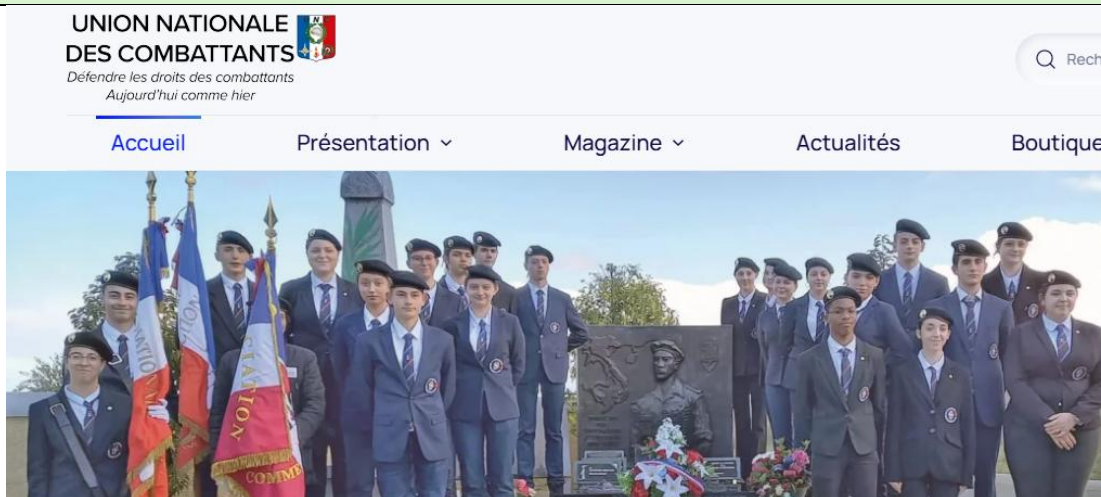 UNION NATIONALE
DES COMBATTANTS
Défendre les droits des combattants
Aujourd'hui comme hier
Rech
Accueil
Présentation
Magazine
Actualités
Boutique
COMME